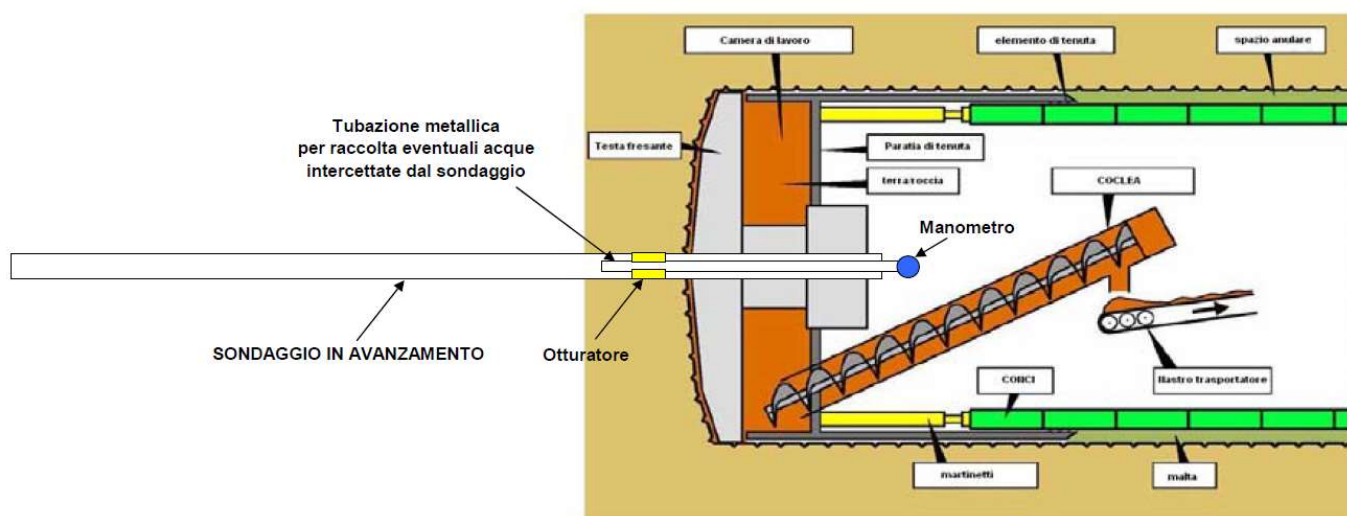 Camera di lavoro
elemento di tenuta
spazio anulare
Tubazione metallica
per raccolta eventuali acque
intercettate dal sondaggio
Testa fresante
Paratia di tenuta
terra/roccia
COCLEA
Manometro
SONDAGGIO IN AVANZAMENTO
Otturatore
CONCI
Nastro trasportatore
martinetti
malta